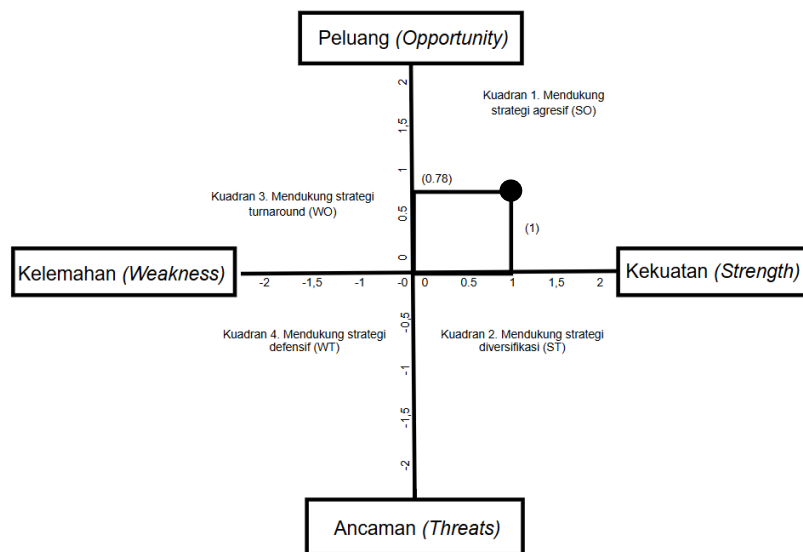 Peluang (Opportunity)
2
1,5
1
0.5
0
Kuadran 1. Mendukung
strategi agresif (SO)
(0.78)
(1)
Kuadran 3. Mendukung strategi
turnaround (WO)
Kelemahan (Weakness)
Kekuatan (Strength)
-2
-1,5
-1
-0
0
0.5
1
2
Kuadran 4. Mendukung strategi
defensif (WT)
Kuadran 2. Mendukung strategi
diversifikasi (ST)
-0,5
-1
-1,5
-2
Ancaman (Threats)